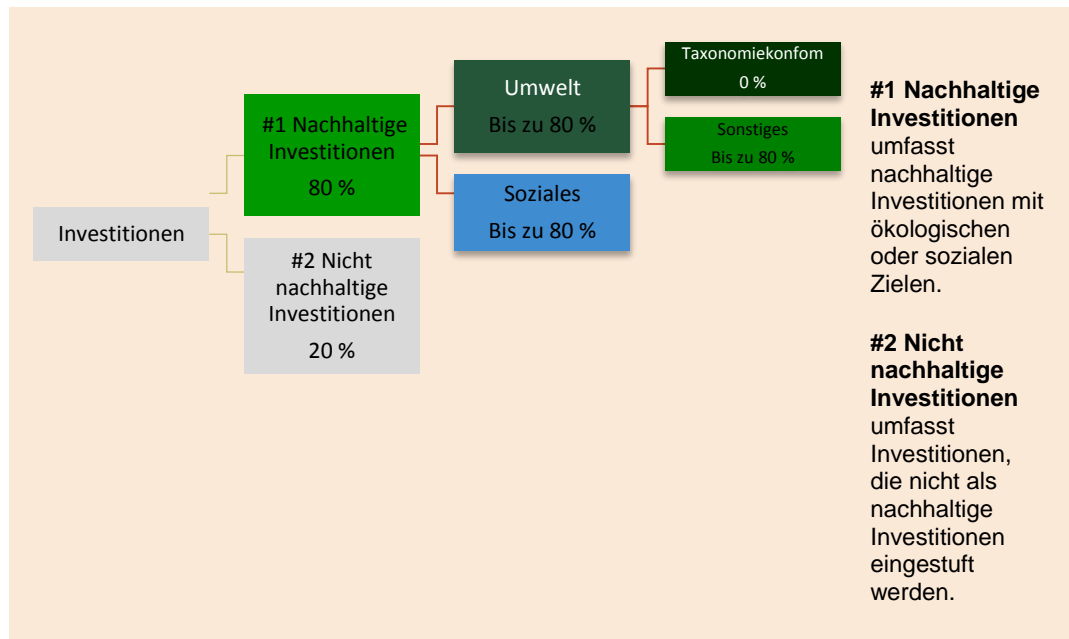 Investitionen
#1 Nachhaltige
Investitionen
80 %
#2 Nicht
nachhaltige
Investitionen
20 %
Umwelt
Bis zu 80 %
Soziales
Bis zu 80 %
Taxonomiekonfom
0 %
Sonstiges
Bis zu 80 %
#1 Nachhaltige
Investitionen
umfasst
nachhaltige
Investitionen mit
ökologischen
oder sozialen
Zielen.
#2 Nicht
nachhaltige
Investitionen
umfasst
Investitionen,
die nicht als
nachhaltige
Investitionen
eingestuft
werden.